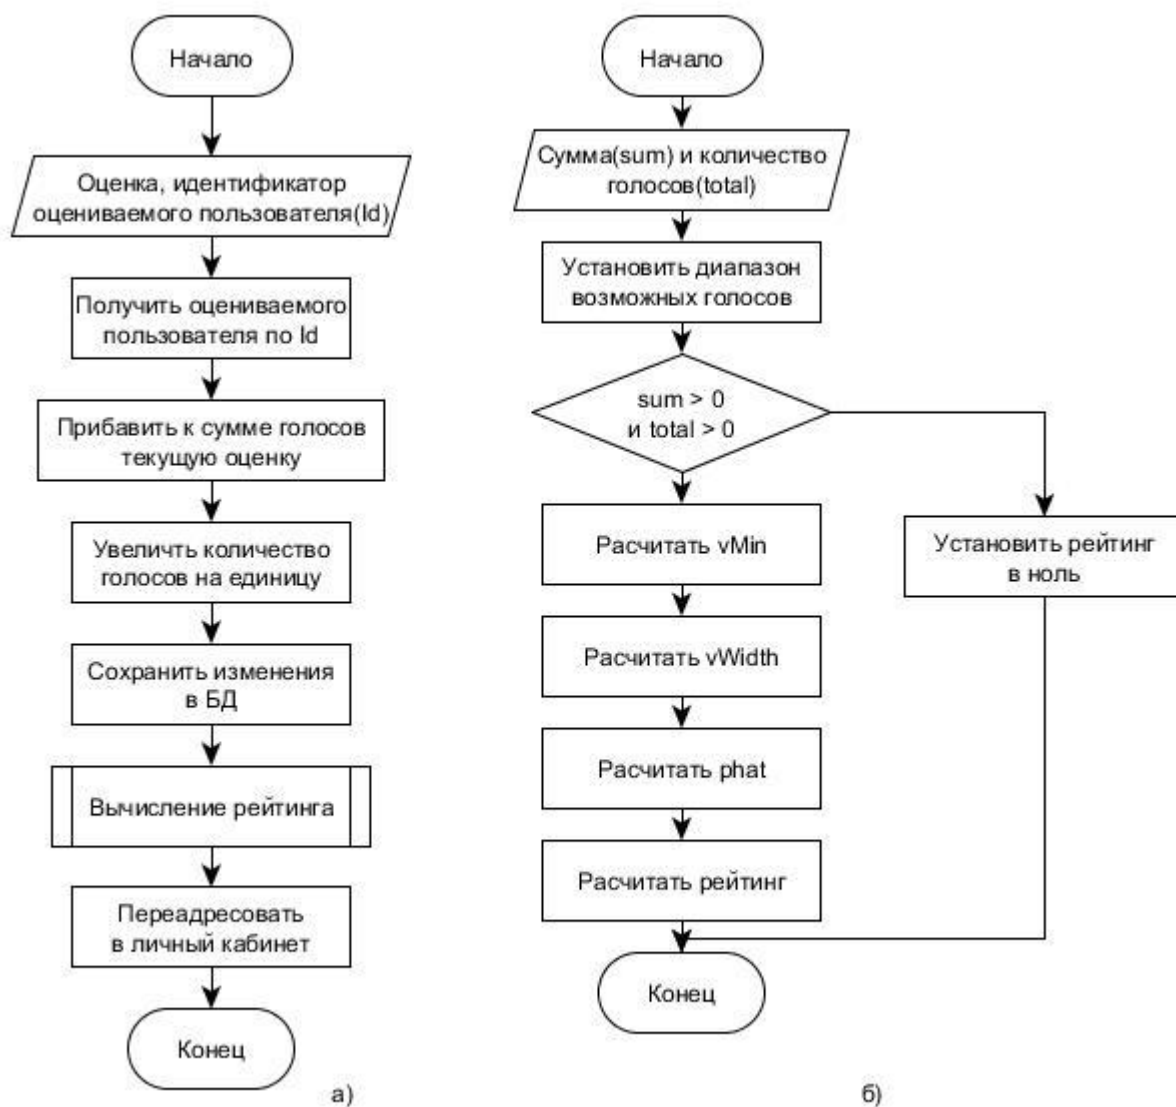 Начало
Оценка, идентификатор
оцениваемого пользователя(Id)
Получить оцениваемого
пользователя по Id
Прибавить к сумме голосов
текущую оценку
Увеличть количество
голосов на единицу
Сохранить изменения
в БД
Вычисление рейтинга
Переадресовать
в личный кабинет
Конец
а)
Начало
Сумма(sum) и количество
голосов(total)
Установить диапазон
возможных голосов
sum > 0
и total > 0
Расчитать vMin
Расчитать vWidth
Расчитать phat
Расчитать рейтинг
Установить рейтинг
в ноль
Конец
б)